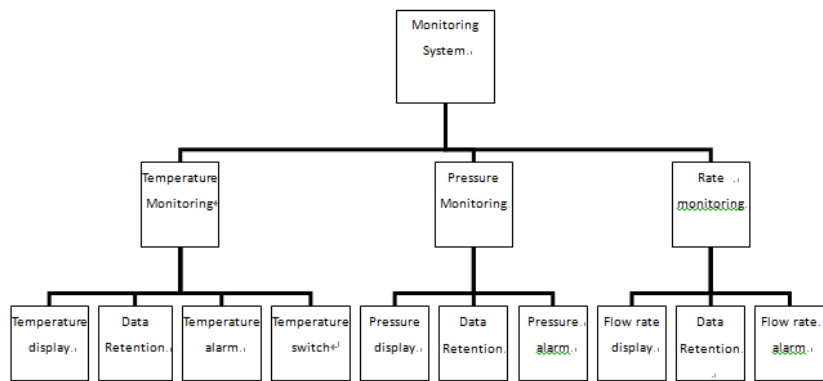 Monitoring
System.
Temperature
Monitoring
Pressure
Monitoring.
Rate
monitoring.
Temperature
display.
Data
Retention.
Temperature
alarm.
Temperature
switch
Pressure
display.
Data
Retention.
Pressure.
alarm.
Flow rate
display.
Data
Retention.
Flow rate.
alarm.